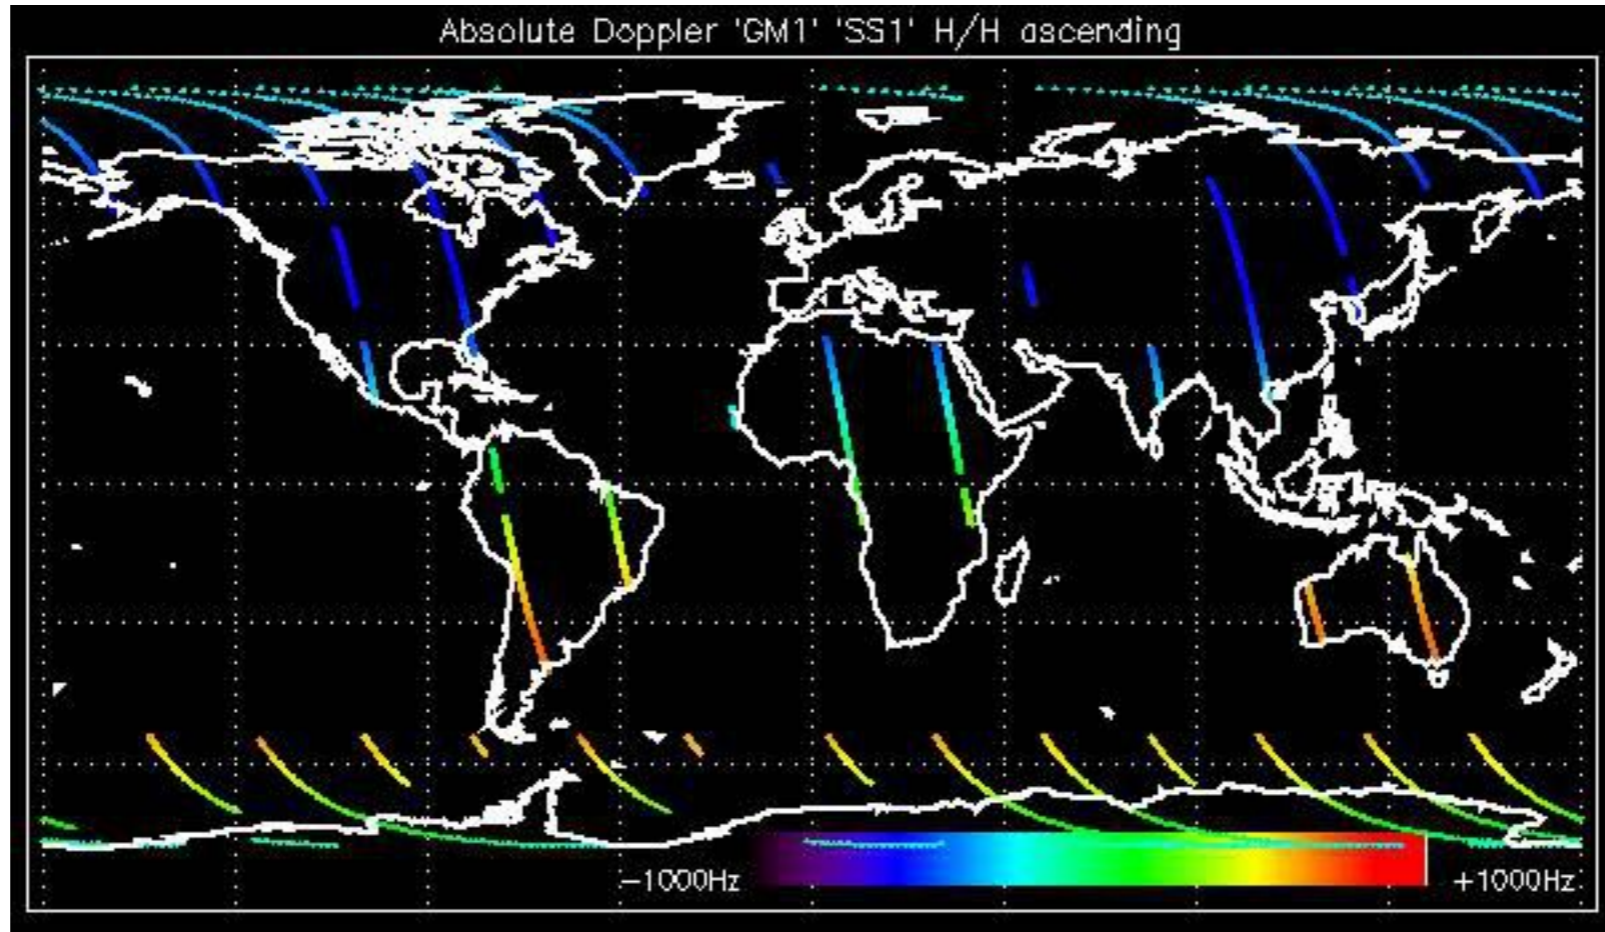 Absolute Doppler 'GM1' 'SS1' H/H ascending
−1000Hz
+1000Hz